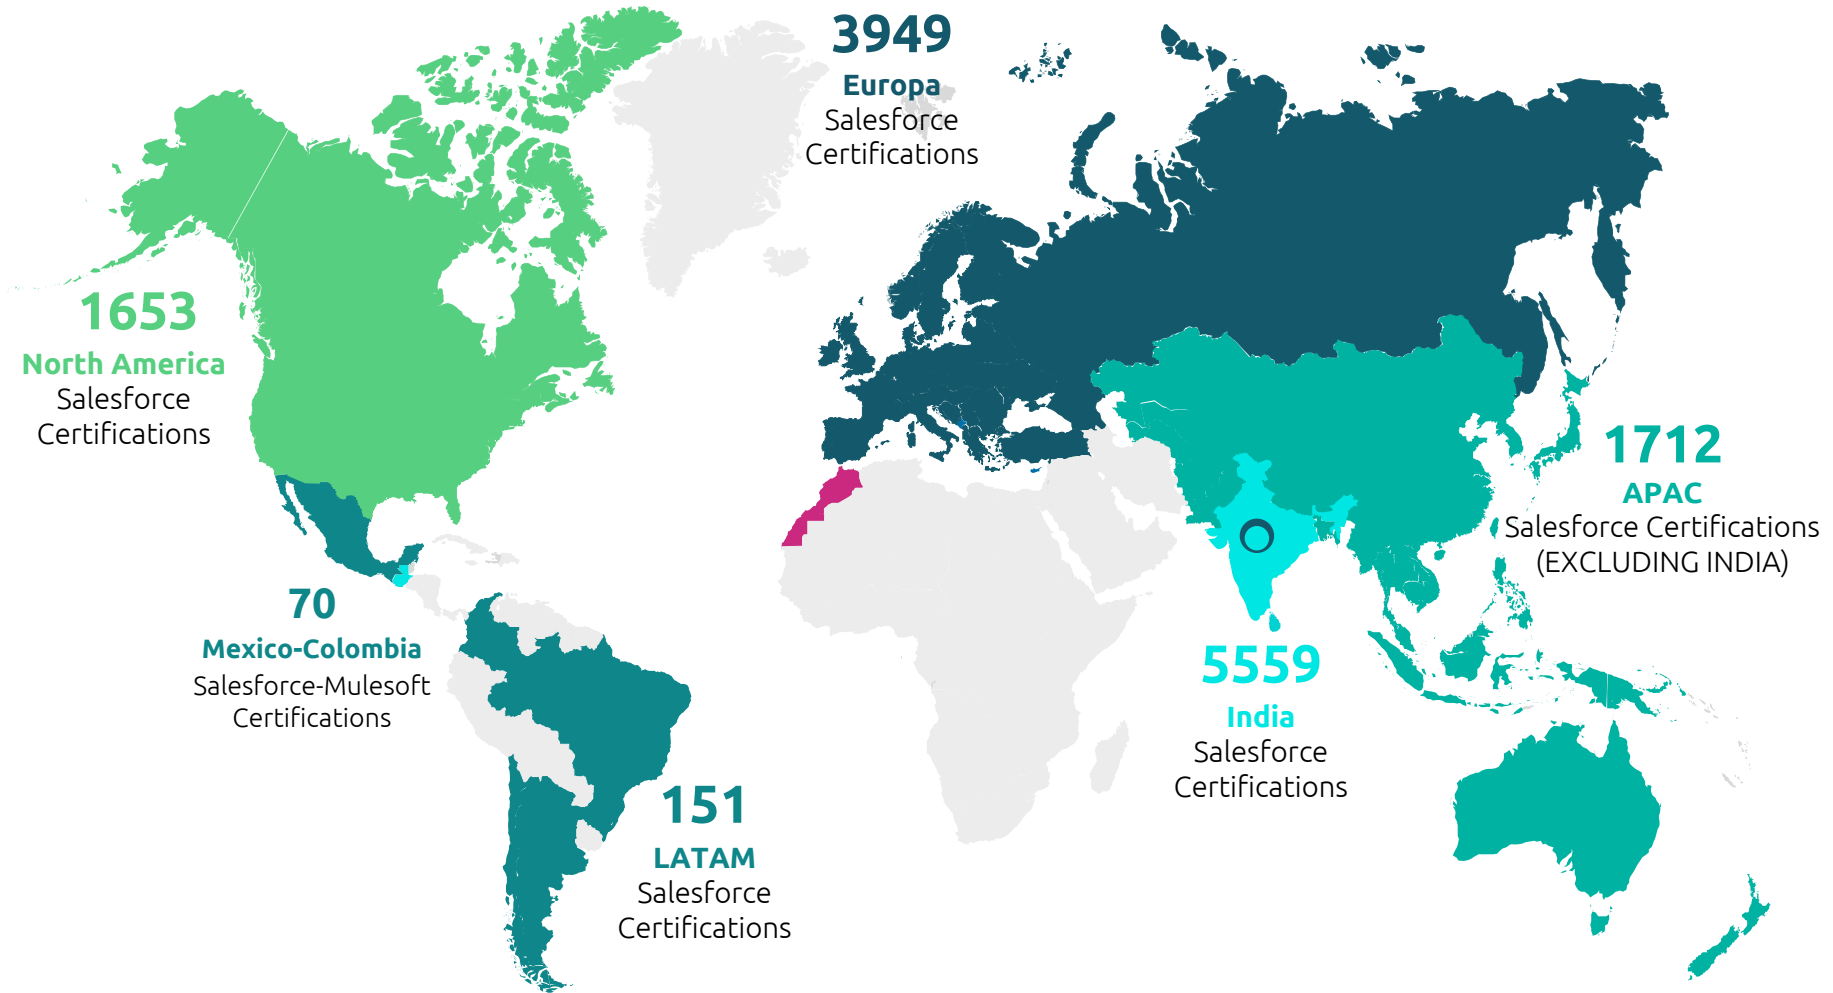 3949
Europa
Salesforce
Certifications
1653
North America
Salesforce
Certifications
1712
APAC
Salesforce Certifications
(EXCLUDING INDIA)
70
Mexico-Colombia
Salesforce-Mulesoft
Certifications
5559
India
Salesforce
Certifications
151
LATAM
Salesforce
Certifications